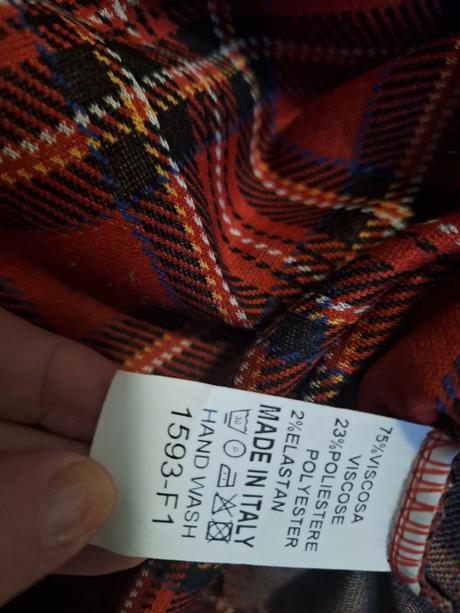 75%VISCOSA
VISCOSE
23%POLIESTERE
POLYESTER
2%ELASTAN
MADE IN ITALY
HAND WASH
1593-F1